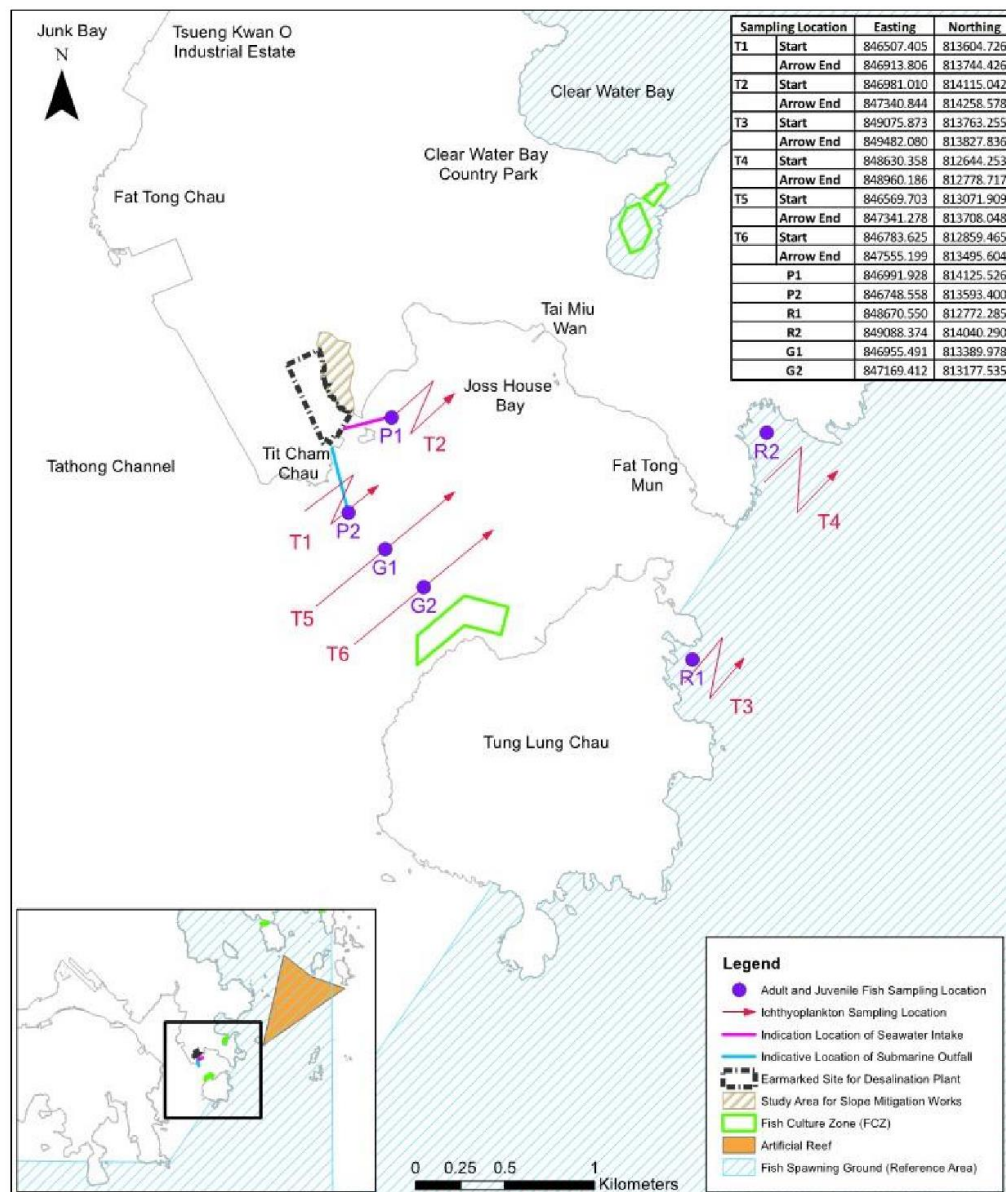 Junk Bay
N
Tsueng Kwan O
Industrial Estate
Clear Water Bay
Clear Water Bay
Country Park
Fat Tong Chau
Tai Miu
Wan
Joss House
Bay
Tathong Channel
Tit Cham
Chau
Fat Tong
Mun
Tung Lung Chau
P1
T2
T1
P2
G1
T5
G2
T6
R2
T4
R1
T3
Sampling Location Easting Northing
T1 Start 846507.405 813604.726
Arrow End 846913.806 813744.426
T2 Start 846981.010 814115.042
Arrow End 847340.844 814258.578
T3 Start 849075.873 813763.255
Arrow End 849482.080 813827.836
T4 Start 848630.358 812644.253
Arrow End 848960.186 812778.717
T5 Start 846569.703 813071.909
Arrow End 847341.278 813708.048
T6 Start 846783.625 812859.465
Arrow End 847555.199 813495.604
P1 846991.928 814125.526
P2 846748.558 813593.400
R1 848670.550 812772.285
R2 849088.374 814040.290
G1 846955.491 813389.978
G2 847169.412 813177.535
Legend
Adult and Juvenile Fish Sampling Location
Ichthyoplankton Sampling Location
Indication Location of Seawater Intake
Indicative Location of Submarine Outfall
Earmarked Site for Desalination Plant
Study Area for Slope Mitigation Works
Fish Culture Zone (FCZ)
Artificial Reef
Fish Spawning Ground (Reference Area)
0 0.25 0.5 1
Kilometers